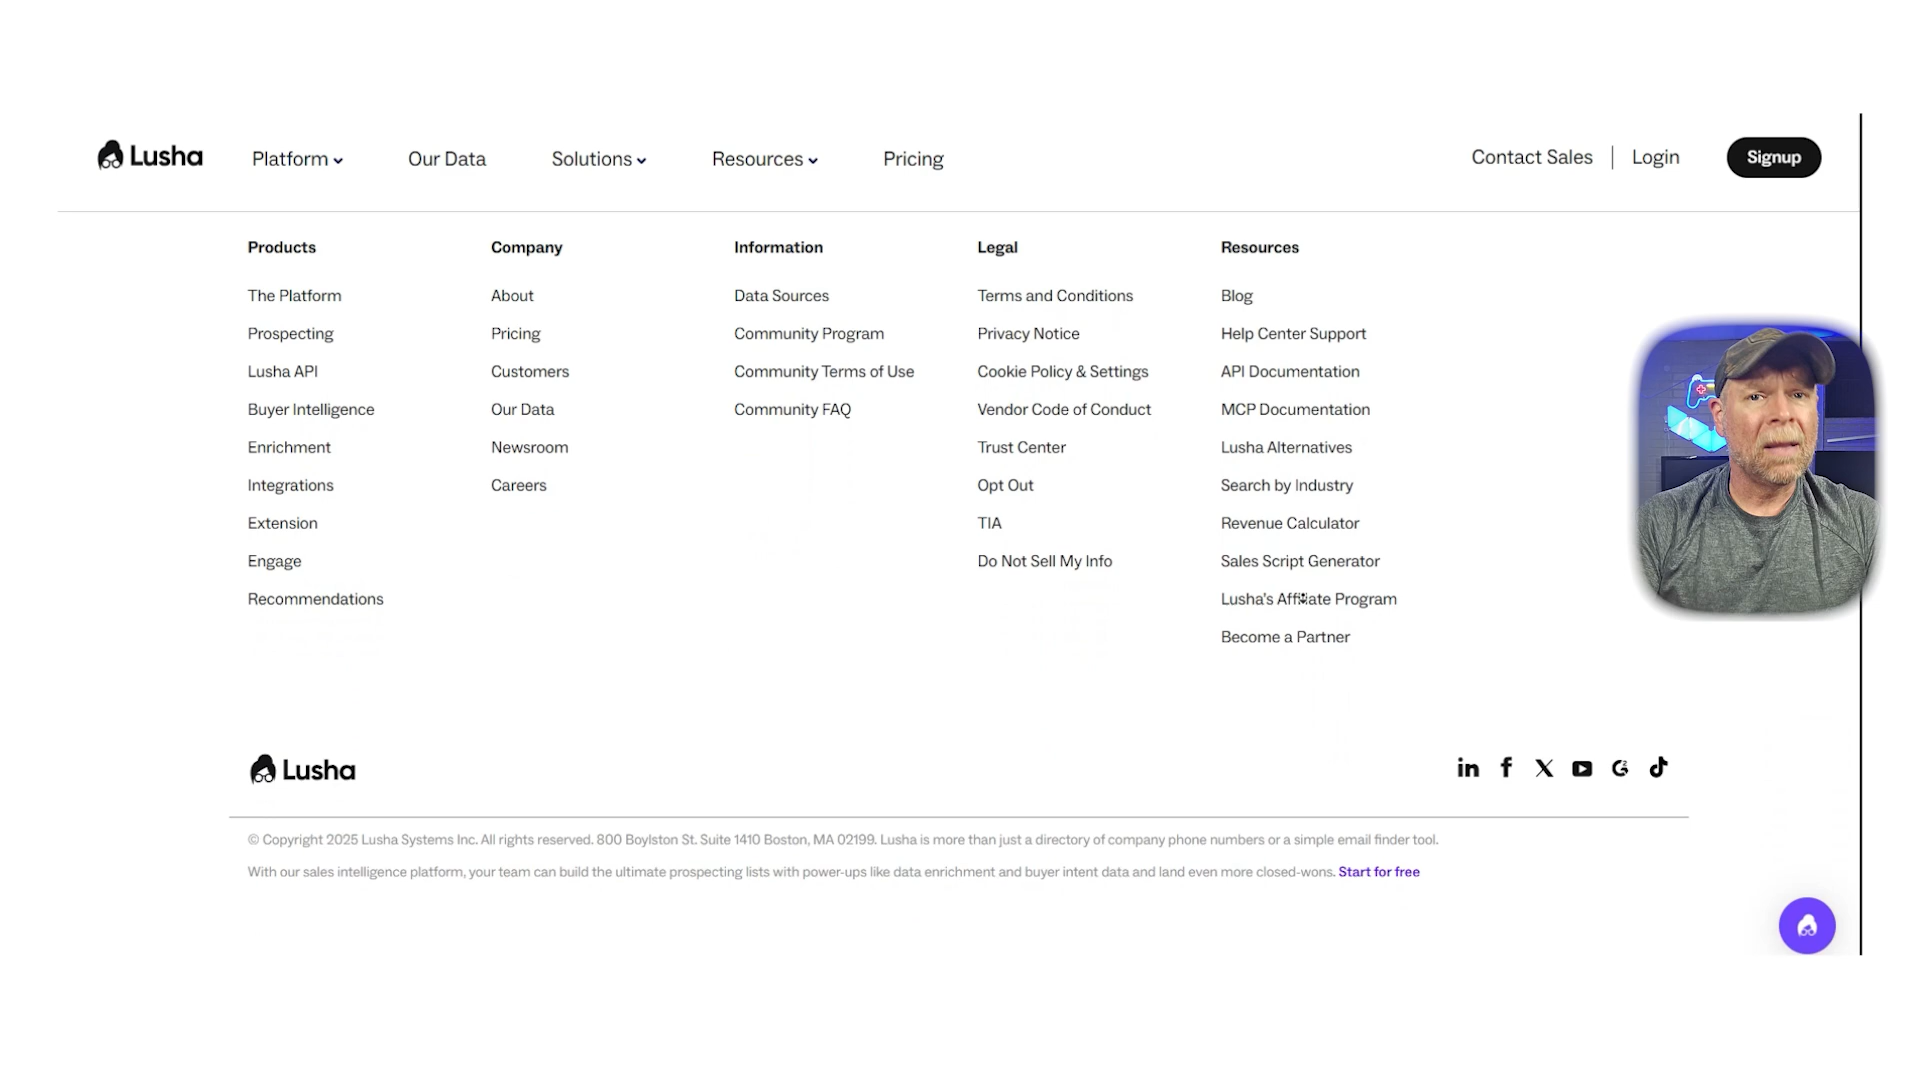 Lusha
Platform
Our Data
Solutions
Resources
Pricing
Contact Sales
Login
Signup
Products
The Platform
Prospecting
Lusha API
Buyer Intelligence
Enrichment
Integrations
Extension
Engage
Recommendations
Company
About
Pricing
Customers
Our Data
Newsroom
Careers
Information
Data Sources
Community Program
Community Terms of Use
Community FAQ
Legal
Terms and Conditions
Privacy Notice
Cookie Policy & Settings
Vendor Code of Conduct
Trust Center
Opt Out
TIA
Do Not Sell My Info
Resources
Blog
Help Center Support
API Documentation
MCP Documentation
Lusha Alternatives
Search by Industry
Revenue Calculator
Sales Script Generator
Lusha's Affiliate Program
Become a Partner
Lusha
© Copyright 2025 Lusha Systems Inc. All rights reserved. 800 Boylston St. Suite 1410 Boston, MA 02199. Lusha is more than just a directory of company phone numbers or a simple email finder tool.
With our sales intelligence platform, your team can build the ultimate prospecting lists with power-ups like data enrichment and buyer intent data and land even more closed-wons. Start for free